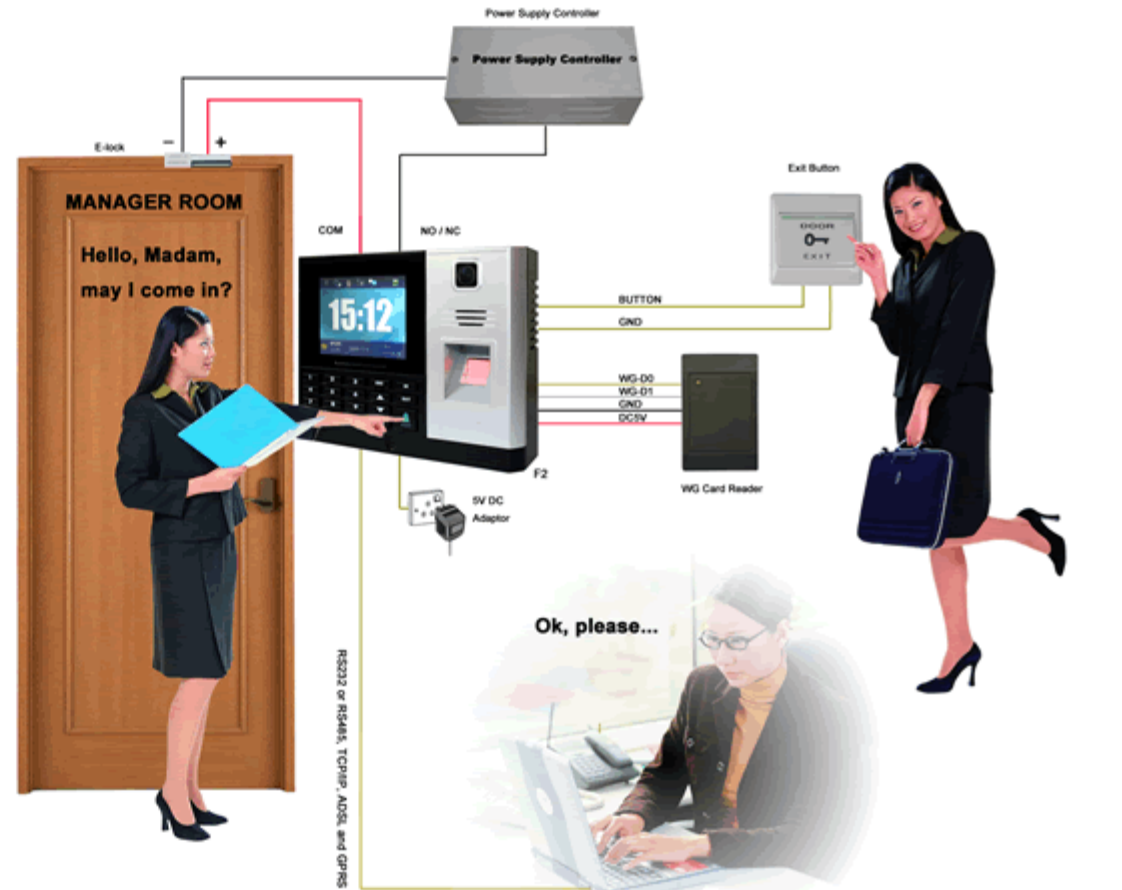 Power Supply Controller
Power Supply Controller
E-lock
− +
MANAGER ROOM
Hello, Madam,
may I come in?
COM
NO / NC
15:12
Exit Button
DOOR
EXIT
BUTTON
GND
WG-D0
WG-D1
GND
DC5V
F2
WG Card Reader
5V DC
Adaptor
Ok, please...
RS232 or RS485, TCP/IP, ADSL and GPRS